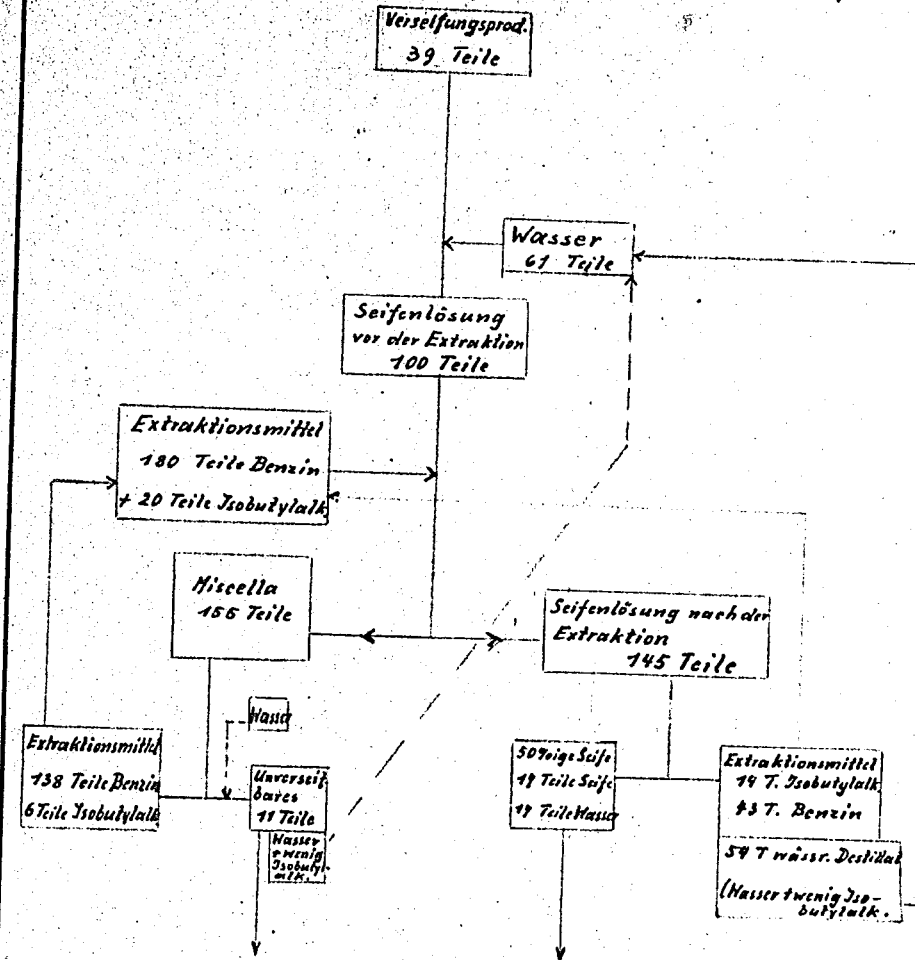 Verseifungsprod.
39 Teile
Wasser
61 Teile
Seifenlösung
vor der Extraktion
100 Teile
Extraktionsmittel
180 Teile Benzin
+ 20 Teile Isobutylalk.
Miscella
155 Teile
Seifenlösung nach der
Extraktion
145 Teile
Wasser
Extraktionsmittel
138 Teile Benzin
6 Teile Isobutylalk.
Unverseif-
bares
11 Teile
Wasser
+ wenig
Isobutyl-
alk.
50%ige Seife
17 Teile Seife
17 Teile Wasser
Extraktionsmittel
14 T. Isobutylalk.
43 T. Benzin
54 T wässr. Destillat
(Wasser + wenig Iso-
butylalk.